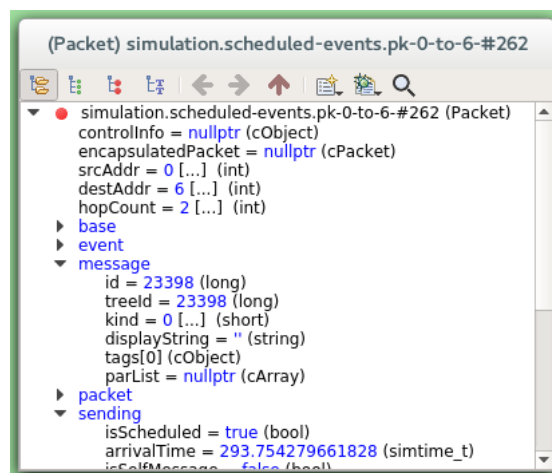 (Packet) simulation.scheduled-events.pk-0-to-6-#262
simulation.scheduled-events.pk-0-to-6-#262 (Packet)
controlInfo = nullptr (cObject)
encapsulatedPacket = nullptr (cPacket)
srcAddr = 0 [...] (int)
destAddr = 6 [...] (int)
hopCount = 2 [...] (int)
base
event
message
id = 23398 (long)
treeId = 23398 (long)
kind = 0 [...] (short)
displayString = '' (string)
tags[0] (cObject)
parList = nullptr (cArray)
packet
sending
isScheduled = true (bool)
arrivalTime = 293.754279661828 (simtime_t)
isSelfMessage = false (bool)